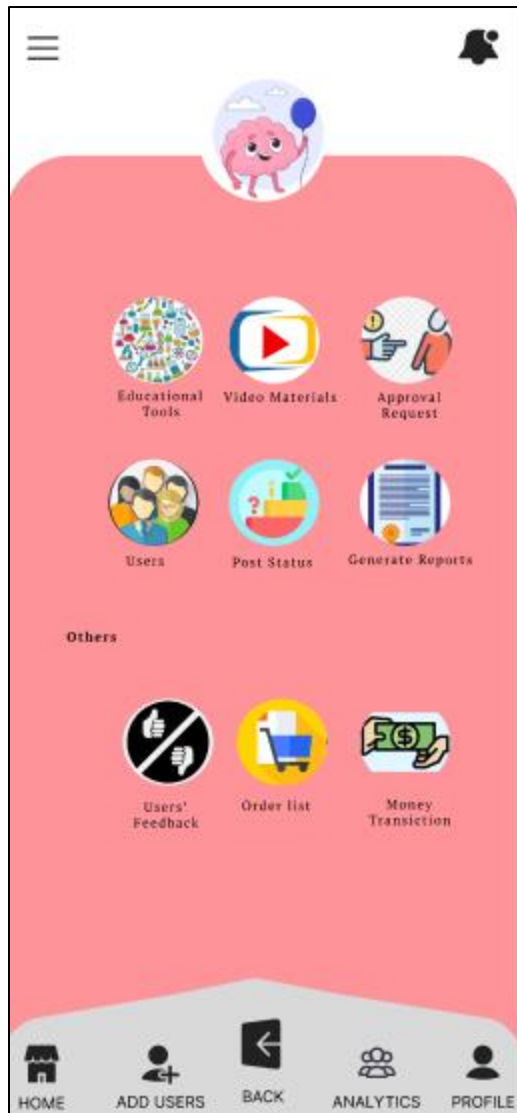 Educational
Tools
Video Materials
Approval
Request
Users
Post Status
Generate Reports
Others
Users'
Feedback
Order list
Money
Transiction
HOME
ADD USERS
BACK
ANALYTICS
PROFILE